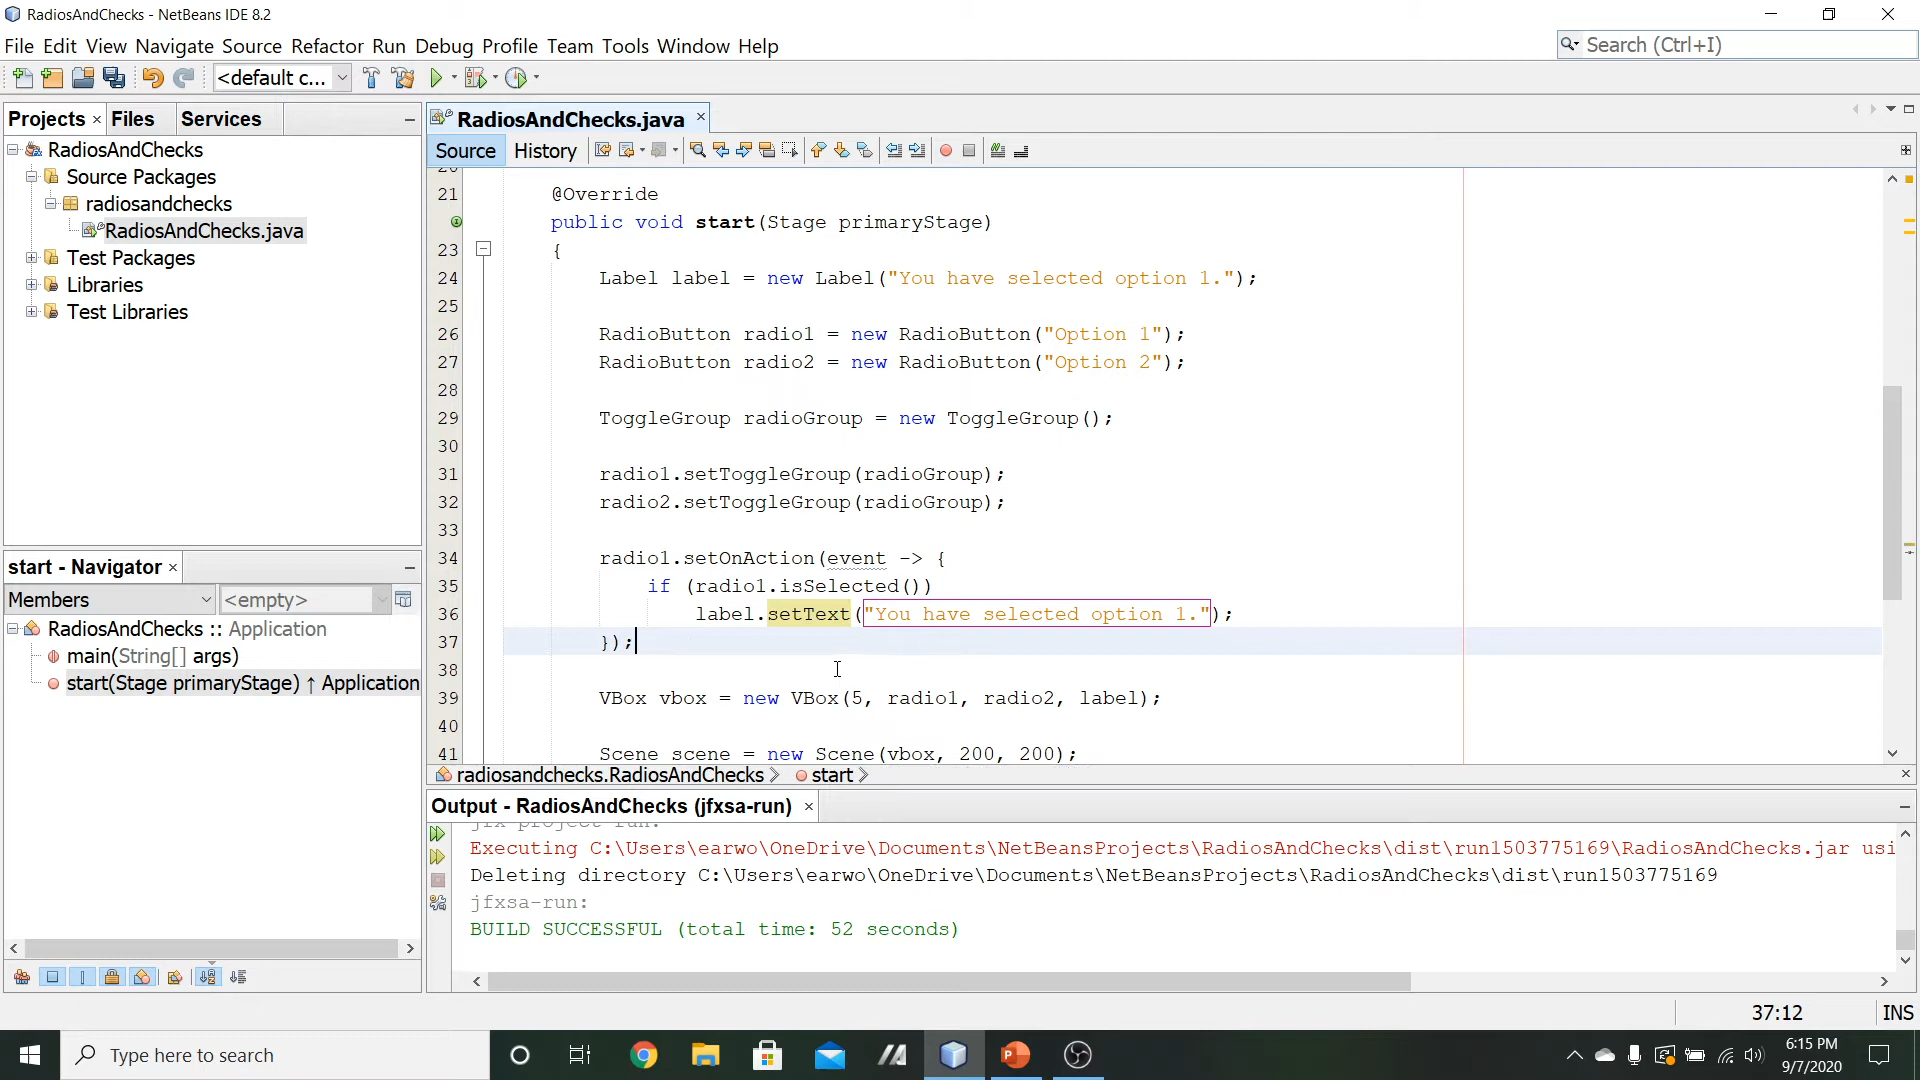 RadiosAndChecks - NetBeans IDE 8.2
File Edit View Navigate Source Refactor Run Debug Profile Team Tools Window Help
Search (Ctrl+I)
<default c...
Projects Files Services
RadiosAndChecks
Source Packages
radiosandchecks
RadiosAndChecks.java
Test Packages
Libraries
Test Libraries
start - Navigator
Members <empty>
RadiosAndChecks :: Application
main(String[] args)
start(Stage primaryStage) ↑ Application
RadiosAndChecks.java
Source History
21 @Override
public void start(Stage primaryStage)
23 {
24 Label label = new Label("You have selected option 1.");
25
26 RadioButton radio1 = new RadioButton("Option 1");
27 RadioButton radio2 = new RadioButton("Option 2");
28
29 ToggleGroup radioGroup = new ToggleGroup();
30
31 radio1.setToggleGroup(radioGroup);
32 radio2.setToggleGroup(radioGroup);
33
34 radio1.setOnAction(event -> {
35 if (radio1.isSelected())
36 label.setText("You have selected option 1.");
37 });
38
39 VBox vbox = new VBox(5, radio1, radio2, label);
40
41 Scene scene = new Scene(vbox, 200, 200);
radiosandchecks.RadiosAndChecks start
Output - RadiosAndChecks (jfxsa-run)
jfx-project-run:
Executing C:\Users\earwo\OneDrive\Documents\NetBeansProjects\RadiosAndChecks\dist\run1503775169\RadiosAndChecks.jar usi
Deleting directory C:\Users\earwo\OneDrive\Documents\NetBeansProjects\RadiosAndChecks\dist\run1503775169
jfxsa-run:
BUILD SUCCESSFUL (total time: 52 seconds)
37:12 INS
Type here to search
6:15 PM
9/7/2020